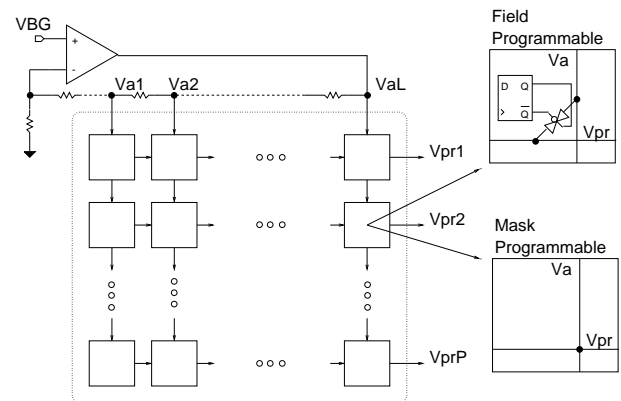 VBG
+
-
Va1 Va2 VaL
Vpr1
Vpr2
VprP
Field
Programmable
Va
D Q
Q
Vpr
Mask
Programmable
Va
Vpr